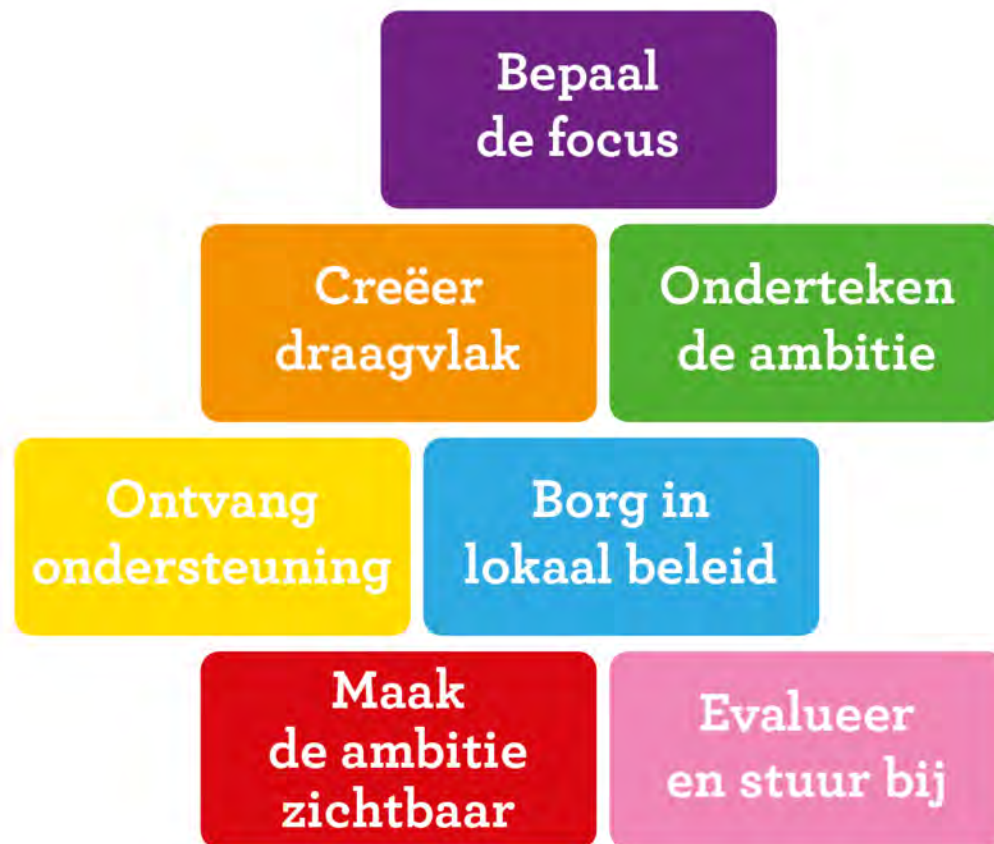 Bepaal
de focus
Creëer
draagvlak
Onderteken
de ambitie
Ontvang
ondersteuning
Borg in
lokaal beleid
Maak
de ambitie
zichtbaar
Evalueer
en stuur bij